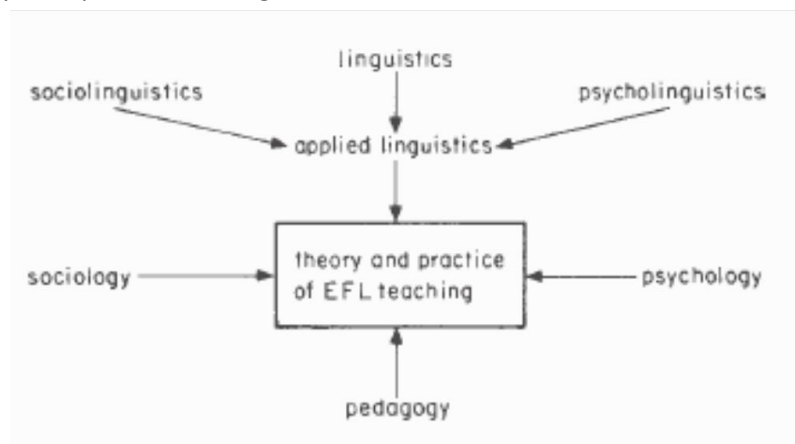 linguistics
sociolinguistics
psycholinguistics
applied linguistics
theory and practice
of EFL teaching
sociology
psychology
pedagogy